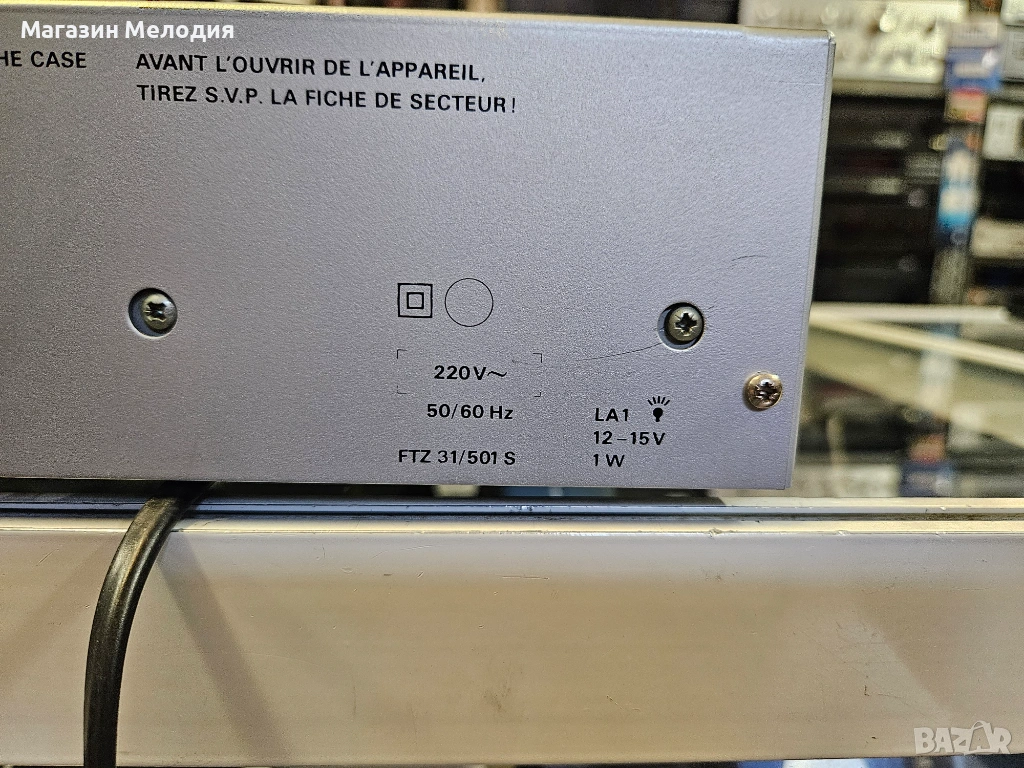 Магазин Мелодия
HE CASE
AVANT L'OUVRIR DE L'APPAREIL,
TIREZ S.V.P. LA FICHE DE SECTEUR!
220V~
50/60 Hz
FTZ 31/501 S
LA1
12-15V
1W
BAZAR